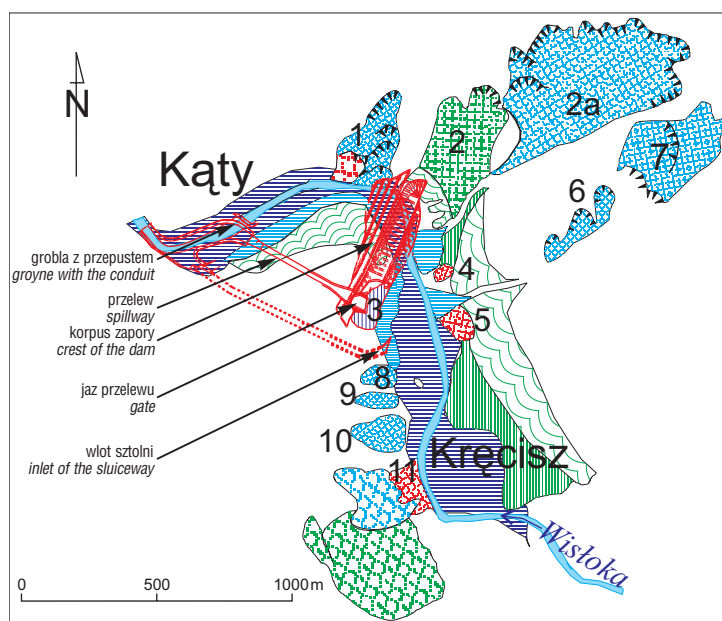 N
1
2
2a
7
6
Kąty
grobla z przepustem
groyne with the conduit
przelew
spillway
korpus zapory
crest of the dam
3
4
5
jaz przelewu
gate
8
9
10
wlot sztolni
inlet of the sluiceway
11
Kręcisz
Wisłoka
0 500 1000m